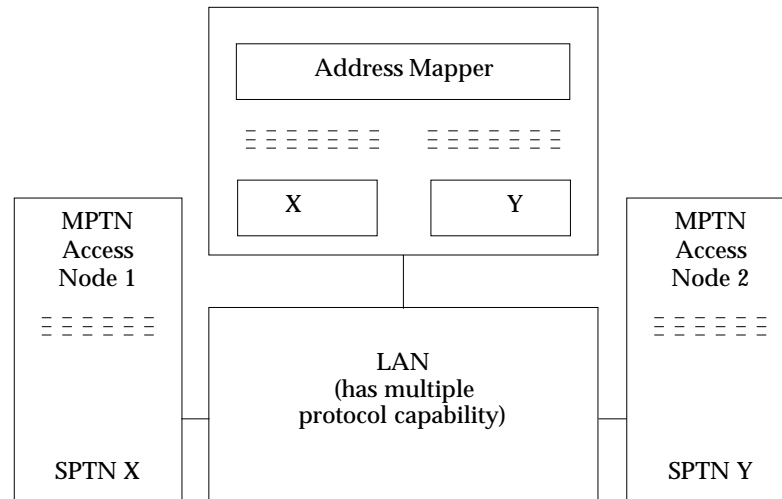 Address Mapper
X
Y
MPTN
Access
Node 1
MPTN
Access
Node 2
LAN
(has multiple
protocol capability)
SPTN X
SPTN Y